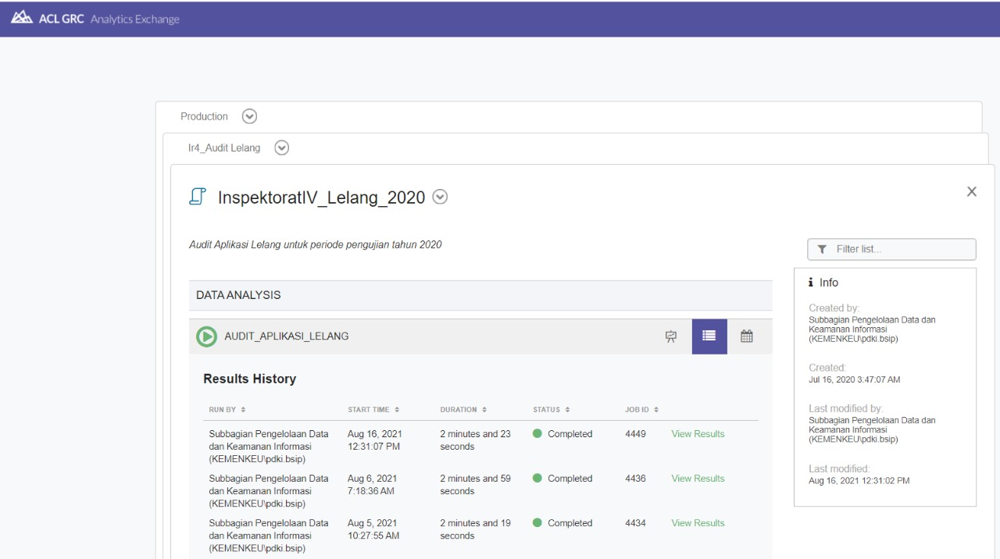 ACL GRC Analytics Exchange
Production
Ir4_Audit Lelang
InspektoratIV_Lelang_2020
Audit Aplikasi Lelang untuk periode pengujian tahun 2020
Filter list...
DATA ANALYSIS
AUDIT_APLIKASI_LELANG
Results History
RUN BY START TIME DURATION STATUS JOB ID
Subbagian Pengelolaan Data Aug 16, 2021 2 minutes and 23 Completed 4449 View Results
dan Keamanan Informasi 12:31:07 PM seconds
(KEMENKEU\pdki.bsip)
Subbagian Pengelolaan Data Aug 6, 2021 2 minutes and 59 Completed 4436 View Results
dan Keamanan Informasi 7:18:36 AM seconds
(KEMENKEU\pdki.bsip)
Subbagian Pengelolaan Data Aug 5, 2021 2 minutes and 19 Completed 4434 View Results
dan Keamanan Informasi 10:27:55 AM seconds
(KEMENKEU\pdki.bsip)
Info
Created by:
Subbagian Pengelolaan Data dan
Keamanan Informasi
(KEMENKEU\pdki.bsip)
Created:
Jul 16, 2020 3:47:07 AM
Last modified by:
Subbagian Pengelolaan Data dan
Keamanan Informasi
(KEMENKEU\pdki.bsip)
Last modified:
Aug 16, 2021 12:31:02 PM